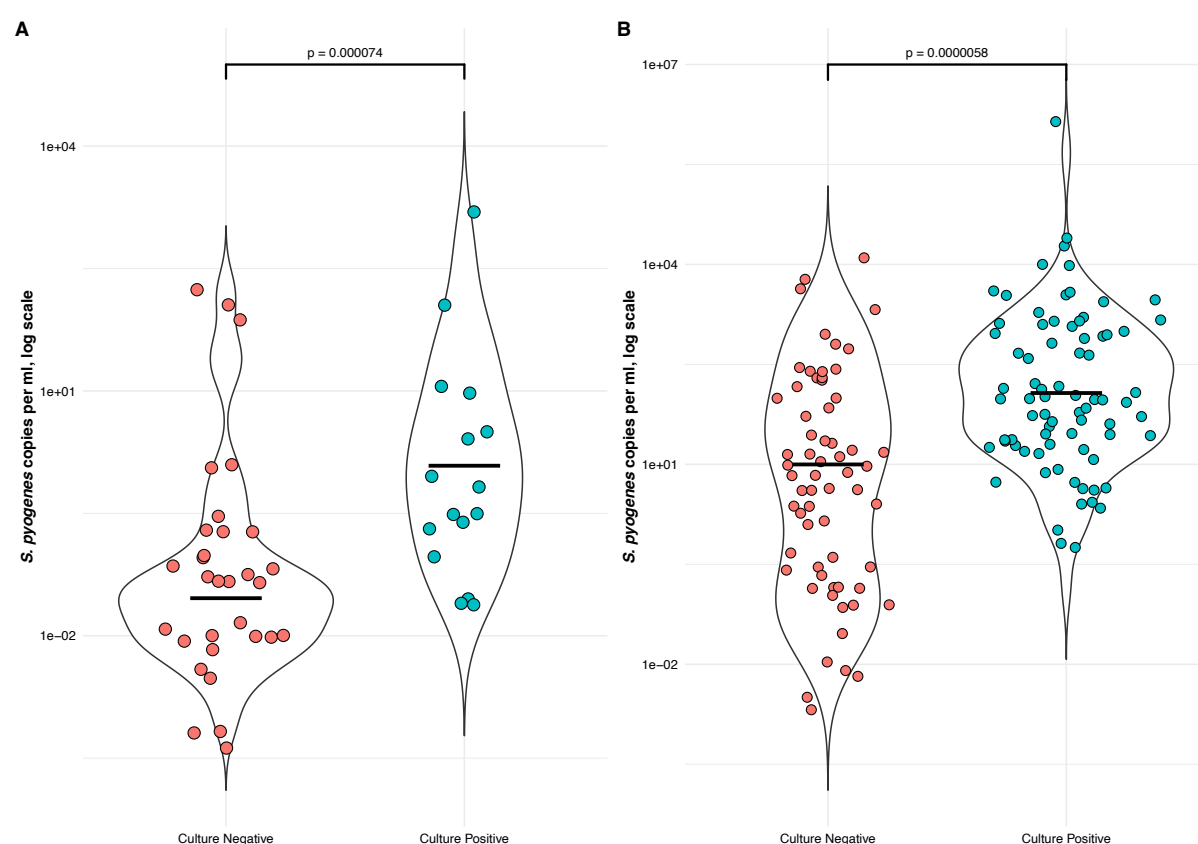 A
p = 0.000074
1e+04
1e+01
1e−02
S. pyogenes copies per ml, log scale
Culture Negative
Culture Positive
B
p = 0.0000058
1e+07
1e+04
1e+01
1e−02
S. pyogenes copies per ml, log scale
Culture Negative
Culture Positive